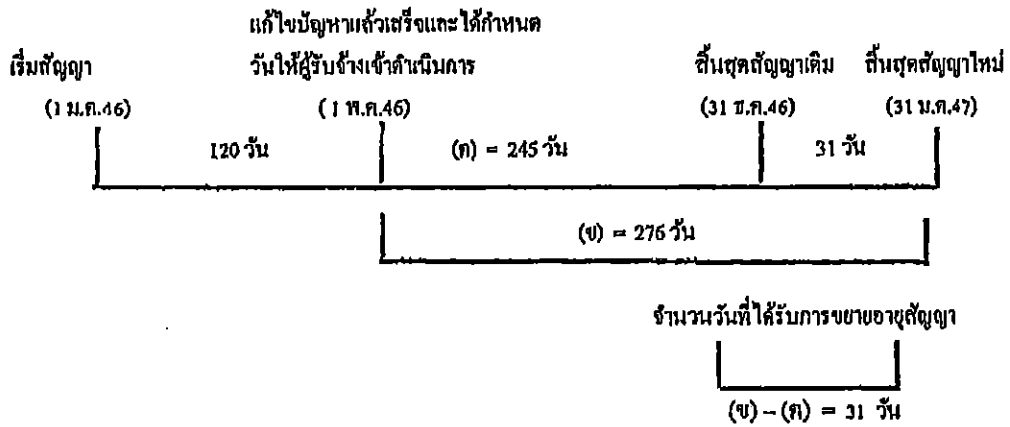 แก้ไขปัญหาแล้วเสร็จและได้กำหนด
เริ่มสัญญา วันให้ผู้รับจ้างเข้าดำเนินการ สิ้นสุดสัญญาเดิม สิ้นสุดสัญญาใหม่
(1 ม.ค.46) (1 พ.ค.46) (31 ธ.ค.46) (31 ม.ค.47)
120 วัน (ค) = 245 วัน 31 วัน
(ข) = 276 วัน
จำนวนวันที่ได้รับการขยายอายุสัญญา
(ข) – (ค) = 31 วัน